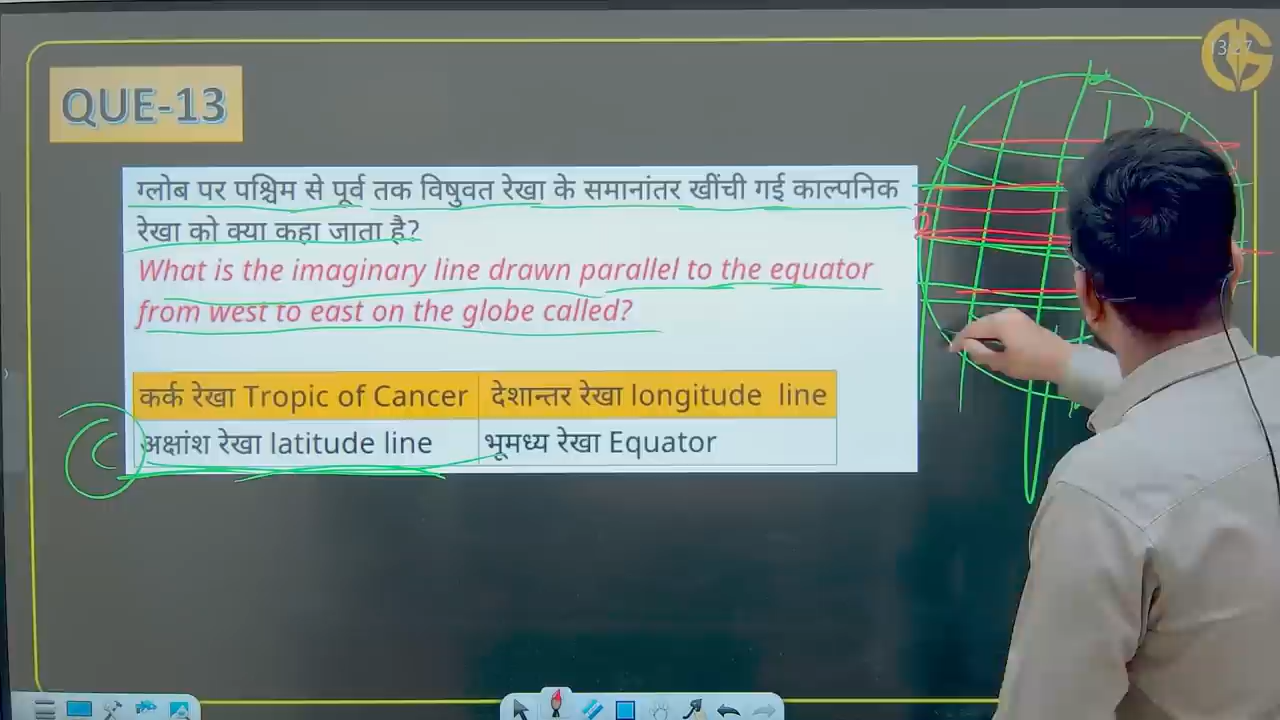 QUE-13
ग्लोब पर पश्चिम से पूर्व तक विषुवत रेखा के समानांतर खींची गई काल्पनिक
रेखा को क्या कहा जाता है?
What is the imaginary line drawn parallel to the equator
from west to east on the globe called?
कर्क रेखा Tropic of Cancer देशान्तर रेखा longitude line
अक्षांश रेखा latitude line भूमध्य रेखा Equator